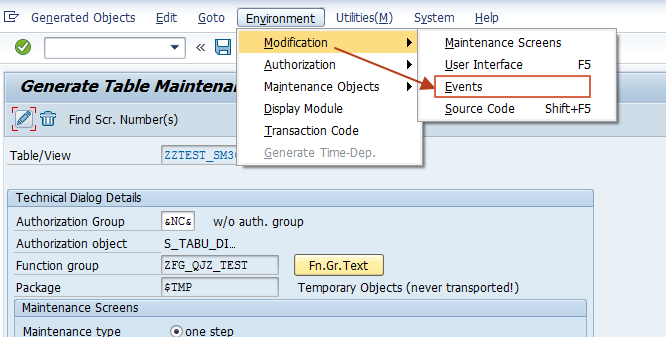 Generated Objects Edit Goto Environment Utilities(M) System Help
Modification
Authorization
Maintenance Objects
Display Module
Transaction Code
Generate Time-Dep.
Maintenance Screens
User Interface F5
Events
Source Code Shift+F5
Generate Table Maintenan
Find Scr. Number(s)
Table/View ZZTEST_SM3
Technical Dialog Details
Authorization Group &NC& w/o auth. group
Authorization object S_TABU_DI...
Function group ZFG_QJZ_TEST Fn.Gr.Text
Package $TMP Temporary Objects (never transported!)
Maintenance Screens
Maintenance type one step